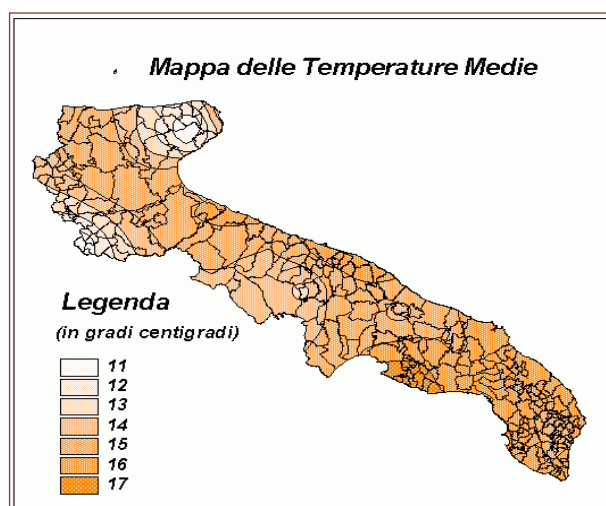 Mappa delle Temperature Medie
Legenda
(in gradi centigradi)
11
12
13
14
15
16
17